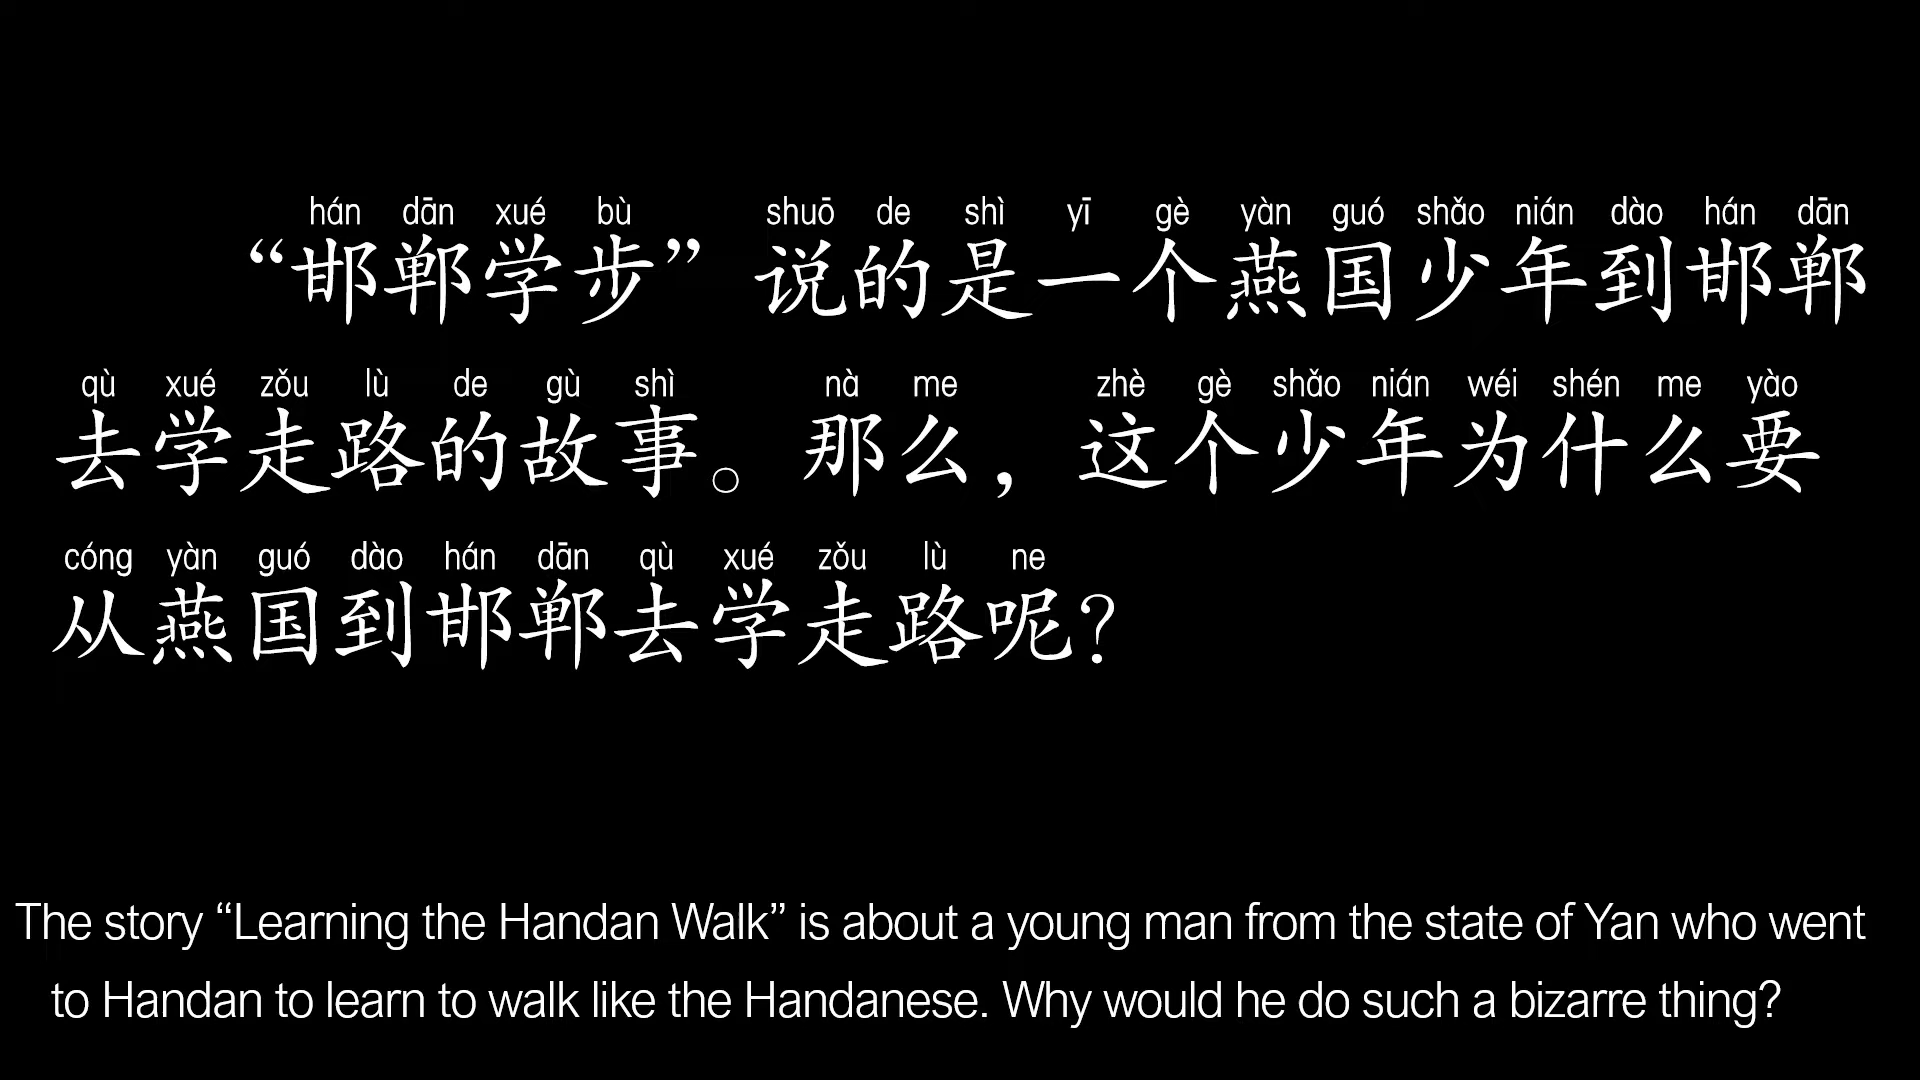 hán dān xué bù shuō de shì yī gè yàn guó shǎo nián dào hán dān
“邯郸学步”说的是一个燕国少年到邯郸
qù xué zǒu lù de gù shì nà me zhè gè shǎo nián wéi shén me yào
去学走路的故事。那么，这个少年为什么要
cóng yàn guó dào hán dān qù xué zǒu lù ne
从燕国到邯郸去学走路呢？
The story “Learning the Handan Walk” is about a young man from the state of Yan who went
to Handan to learn to walk like the Handanese. Why would he do such a bizarre thing?